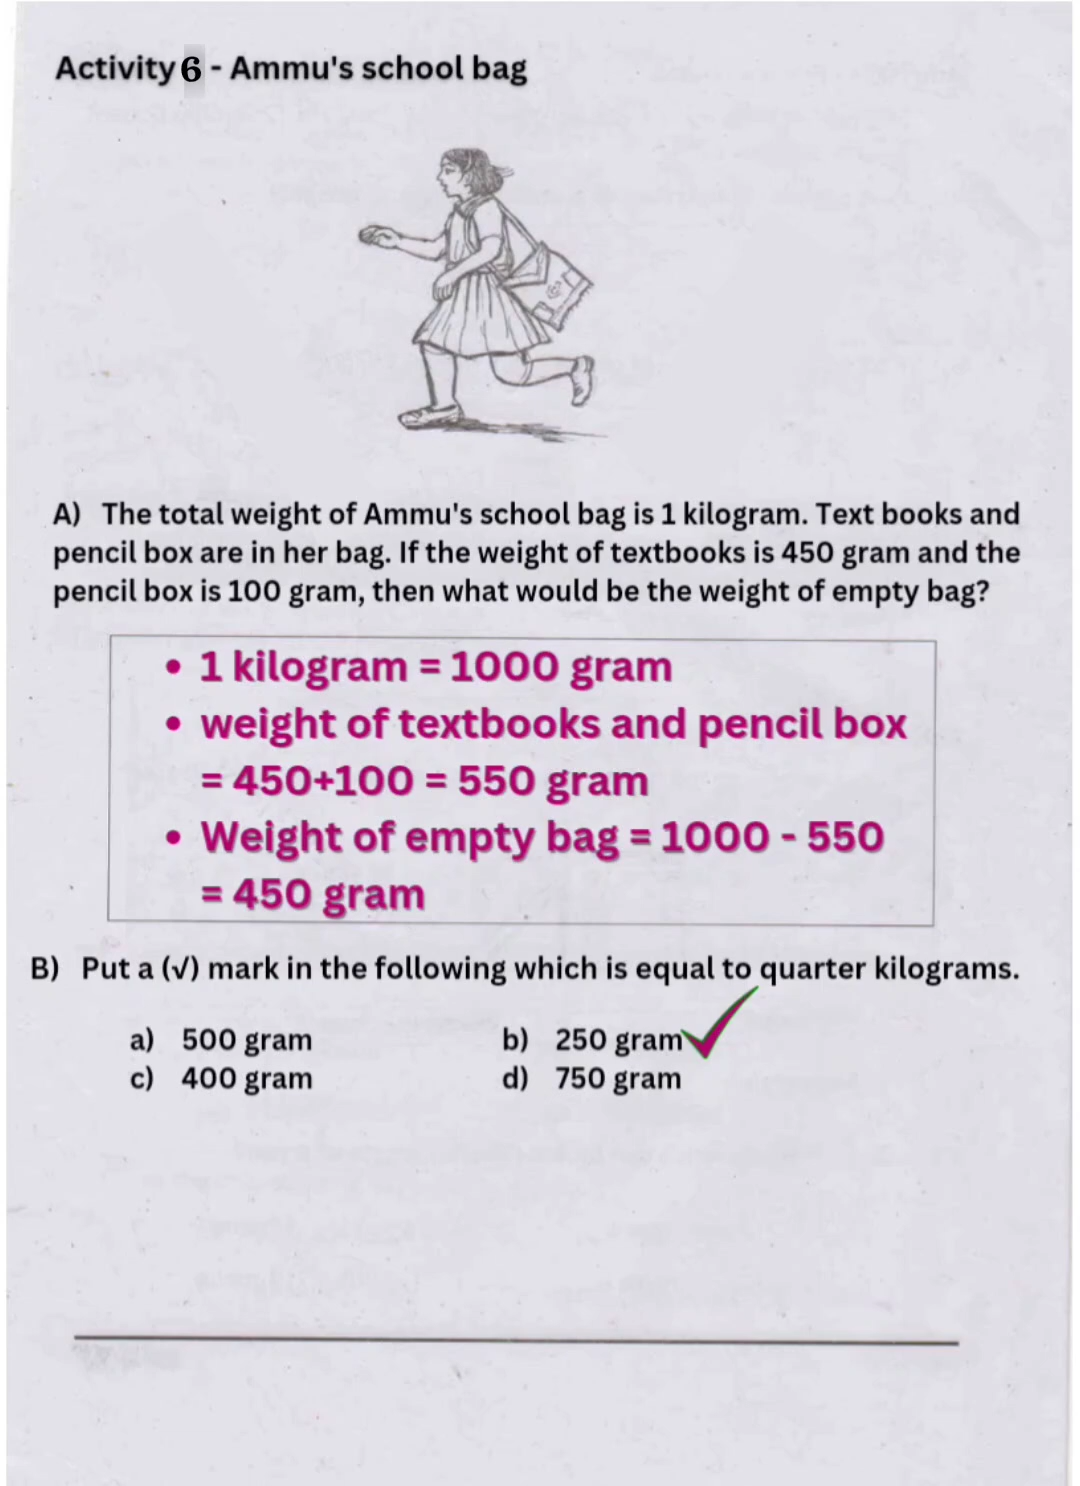 Activity 6 - Ammu's school bag
A) The total weight of Ammu's school bag is 1 kilogram. Text books and
pencil box are in her bag. If the weight of textbooks is 450 gram and the
pencil box is 100 gram, then what would be the weight of empty bag?
• 1 kilogram = 1000 gram
• weight of textbooks and pencil box
= 450+100 = 550 gram
• Weight of empty bag = 1000 - 550
= 450 gram
B) Put a (√) mark in the following which is equal to quarter kilograms.
a) 500 gram b) 250 gram
c) 400 gram d) 750 gram